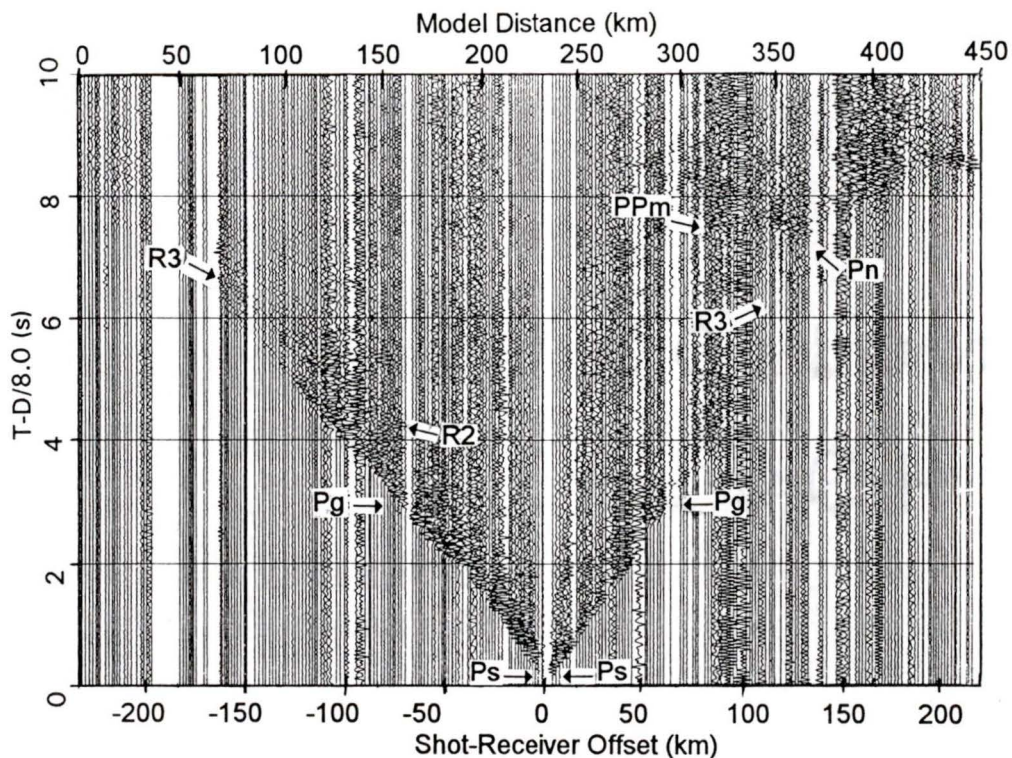 Model Distance (km)
0 50 100 150 200 250 300 350 400 450
10
8
6
4
2
0
T-D/8.0 (s)
PPm
R3
Pn
R3
R2
Pg
Pg
Ps
Ps
-200 -150 -100 -50 0 50 100 150 200
Shot-Receiver Offset (km)